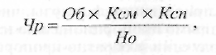 Чр = Об × Ксм × Ксп / Но ,